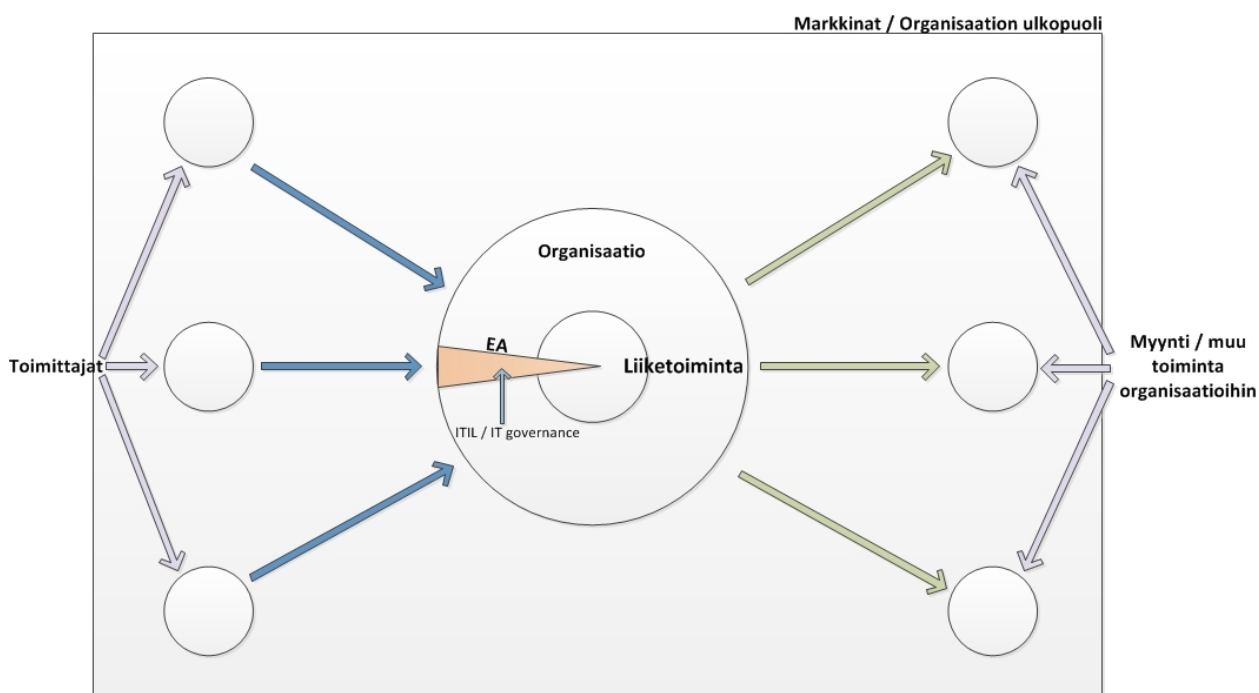 Markkinat / Organisaation ulkopuoli
Organisaatio
EA
Toimittajat
Liiketoiminta
ITIL / IT governance
Myynti / muu
toiminta
organisaatioihin